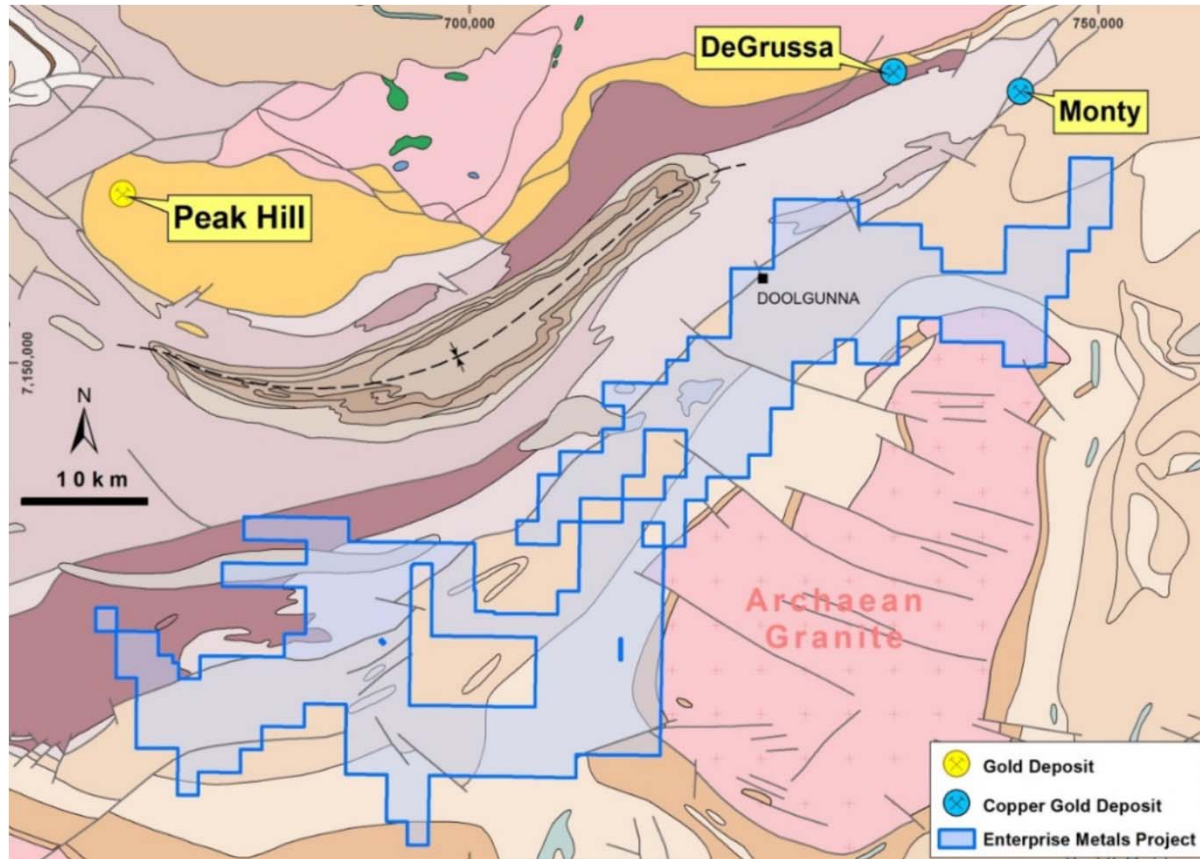 700,000
750,000
DeGrussa
Monty
Peak Hill
DOOLGUNNA
7,150,000
N
10 km
Archaean
Granite
Gold Deposit
Copper Gold Deposit
Enterprise Metals Project